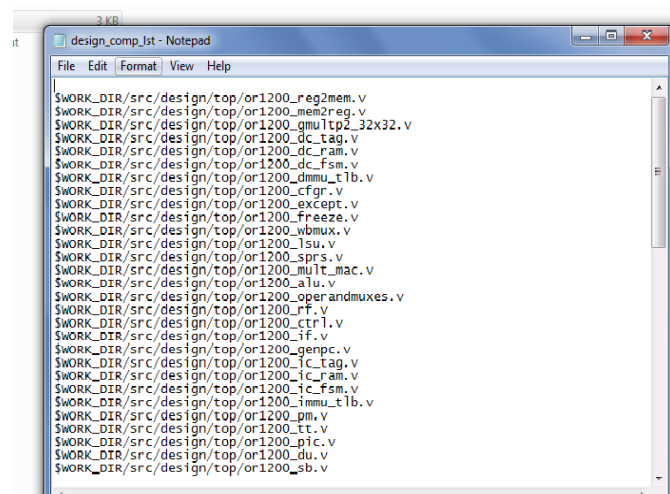 3 KB
nt
design_comp_lst - Notepad
File Edit Format View Help
$WORK_DIR/src/design/top/or1200_reg2mem.v
$WORK_DIR/src/design/top/or1200_mem2reg.v
$WORK_DIR/src/design/top/or1200_gmultp2_32x32.v
$WORK_DIR/src/design/top/or1200_dc_tag.v
$WORK_DIR/src/design/top/or1200_dc_ram.v
$WORK_DIR/src/design/top/or1200_dc_fsm.v
$WORK_DIR/src/design/top/or1200_dmmu_tlb.v
$WORK_DIR/src/design/top/or1200_cfgr.v
$WORK_DIR/src/design/top/or1200_except.v
$WORK_DIR/src/design/top/or1200_freeze.v
$WORK_DIR/src/design/top/or1200_wbmux.v
$WORK_DIR/src/design/top/or1200_lsu.v
$WORK_DIR/src/design/top/or1200_sprs.v
$WORK_DIR/src/design/top/or1200_mult_mac.v
$WORK_DIR/src/design/top/or1200_alu.v
$WORK_DIR/src/design/top/or1200_operandmuxes.v
$WORK_DIR/src/design/top/or1200_rf.v
$WORK_DIR/src/design/top/or1200_ctrl.v
$WORK_DIR/src/design/top/or1200_if.v
$WORK_DIR/src/design/top/or1200_genpc.v
$WORK_DIR/src/design/top/or1200_ic_tag.v
$WORK_DIR/src/design/top/or1200_ic_ram.v
$WORK_DIR/src/design/top/or1200_ic_fsm.v
$WORK_DIR/src/design/top/or1200_immu_tlb.v
$WORK_DIR/src/design/top/or1200_pm.v
$WORK_DIR/src/design/top/or1200_tt.v
$WORK_DIR/src/design/top/or1200_pic.v
$WORK_DIR/src/design/top/or1200_du.v
$WORK_DIR/src/design/top/or1200_sb.v